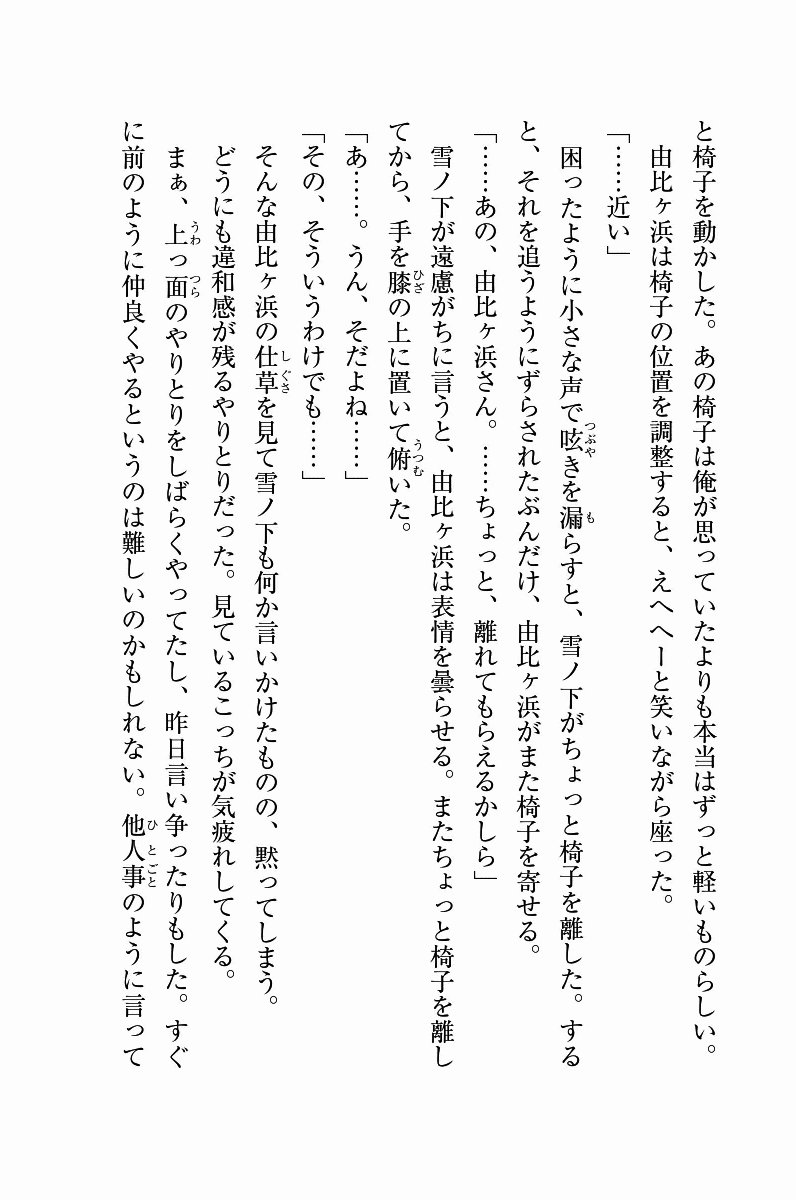 と椅子を動かした。あの椅子は俺が思っていたよりも本当はずっと軽いものらしい。
由比ヶ浜は椅子の位置を調整すると、えへへーと笑いながら座った。
「……近い」
困ったように小さな声で呟きを漏らすと、雪ノ下がちょっと椅子を離した。する
と、それを追うようにずらされたぶんだけ、由比ヶ浜がまた椅子を寄せる。
「……あの、由比ヶ浜さん。……ちょっと、離れてもらえるかしら」
雪ノ下が遠慮がちに言うと、由比ヶ浜は表情を曇らせる。またちょっと椅子を離し
てから、手を膝の上に置いて俯いた。
「あ……。うん、そだよね……」
「その、そういうわけでも……」
そんな由比ヶ浜の仕草を見て雪ノ下も何か言いかけたものの、黙ってしまう。
どうにも違和感が残るやりとりだった。見ているこっちが気疲れしてくる。
まぁ、上っ面のやりとりをしばらくやってたし、昨日言い争ったりもした。すぐ
に前のように仲良くやるというのは難しいのかもしれない。他人事のように言って